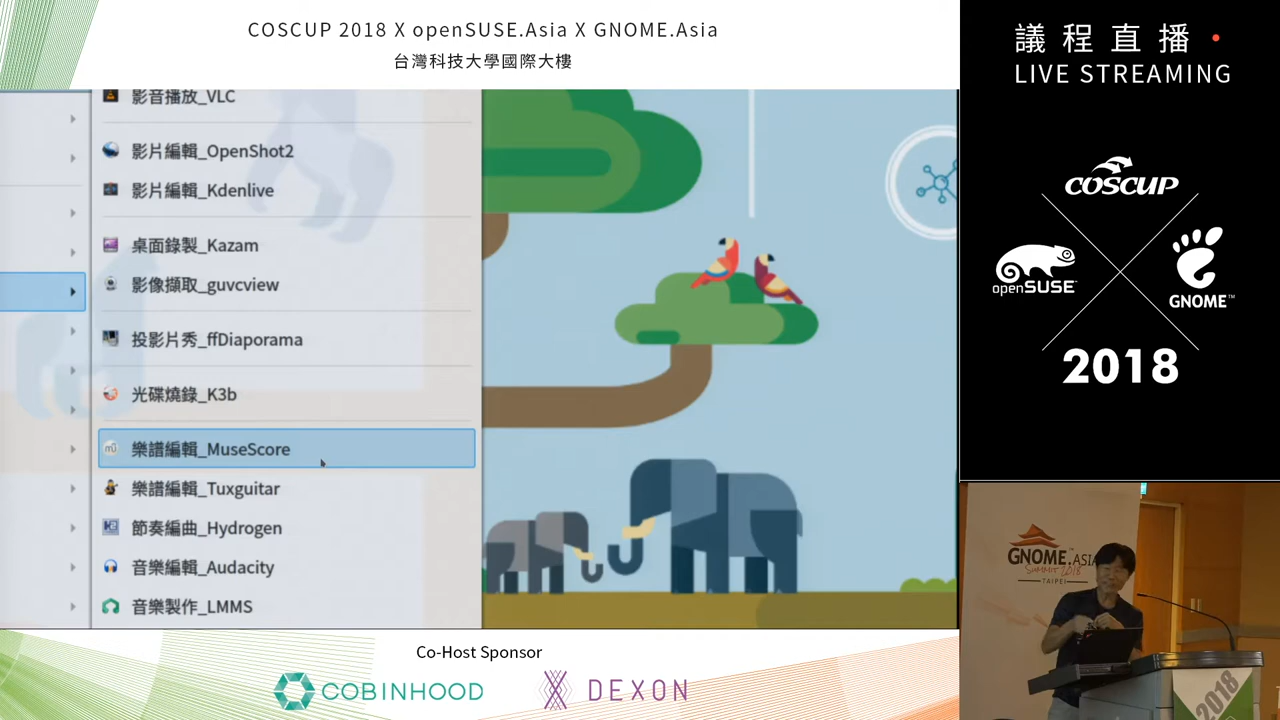 COSCUP 2018 X openSUSE.Asia X GNOME.Asia
台灣科技大學國際大樓
影音播放_VLC
影片編輯_OpenShot2
影片編輯_Kdenlive
桌面錄製_Kazam
影像擷取_guvcview
投影片秀_ffDiaporama
光碟燒錄_K3b
樂譜編輯_MuseScore
樂譜編輯_Tuxguitar
節奏編曲_Hydrogen
音樂編輯_Audacity
音樂製作_LMMS
Co-Host Sponsor
COBINHOOD
DEXON
議程直播
LIVE STREAMING
COSCUP
openSUSE
GNOME™
2018
GNOME.ASIA
SUMMIT 2018
TAIPEI
2018